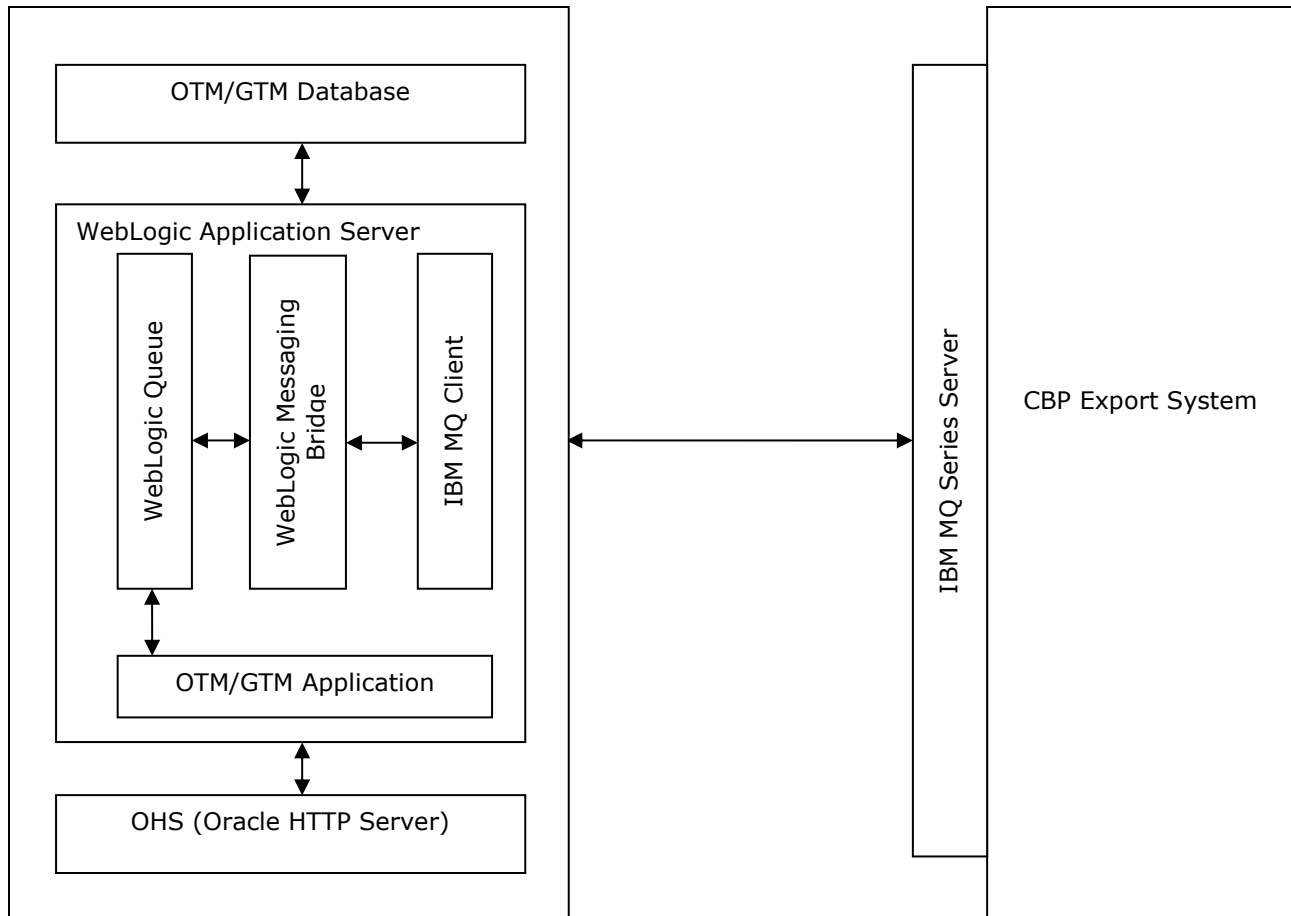 OTM/GTM Database
WebLogic Application Server
WebLogic Queue
WebLogic Messaging
Bridge
IBM MQ Client
OTM/GTM Application
OHS (Oracle HTTP Server)
IBM MQ Series Server
CBP Export System